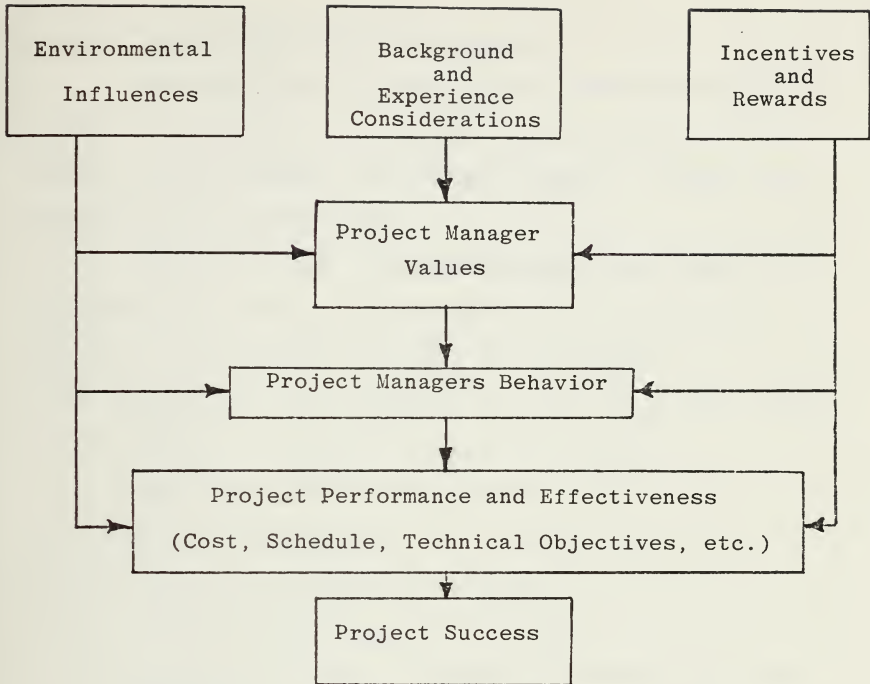 Environmental
Influences
Background
and
Experience
Considerations
Incentives
and
Rewards
Project Manager
Values
Project Managers Behavior
Project Performance and Effectiveness
(Cost, Schedule, Technical Objectives, etc.)
Project Success